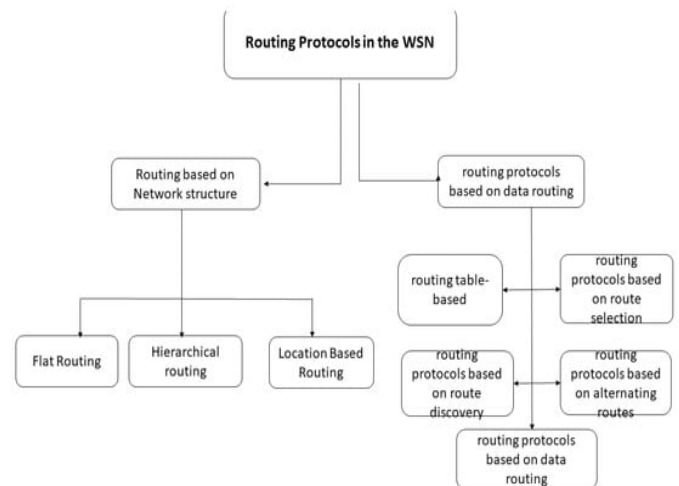 Routing Protocols in the WSN
Routing based on
Network structure
routing protocols
based on data routing
routing table-
based
routing
protocols based
on route
selection
Flat Routing
Hierarchical
routing
Location Based
Routing
routing
protocols based
on route
discovery
routing
protocols based
on alternating
routes
routing protocols
based on data
routing